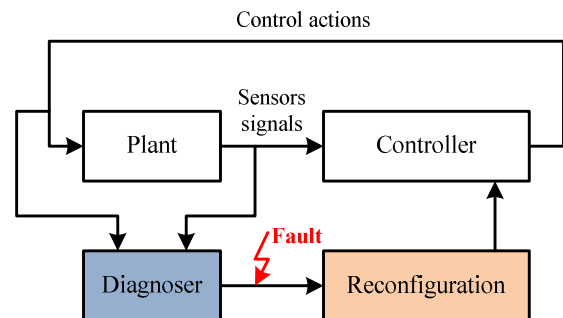 Control actions
Sensors
signals
Plant
Controller
Fault
Diagnoser
Reconfiguration